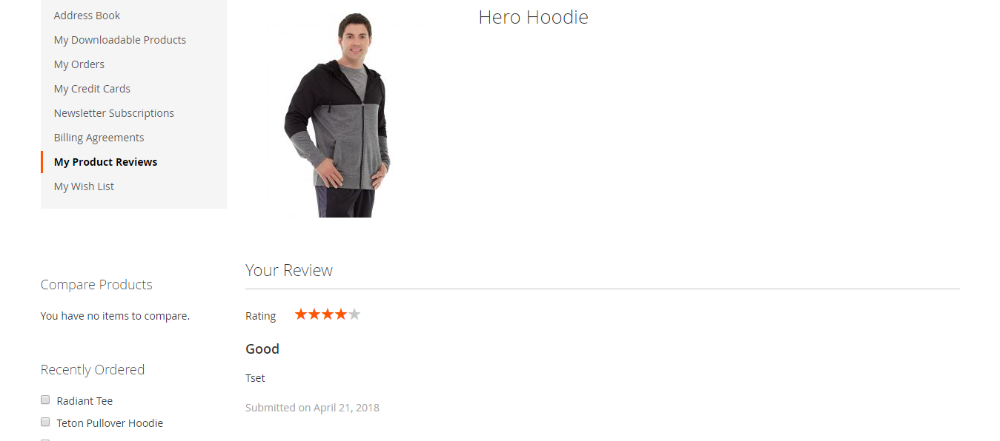 Address Book
My Downloadable Products
My Orders
My Credit Cards
Newsletter Subscriptions
Billing Agreements
My Product Reviews
My Wish List
Compare Products
You have no items to compare.
Recently Ordered
Radiant Tee
Teton Pullover Hoodie
Hero Hoodie
Your Review
Rating
Good
Tset
Submitted on April 21, 2018